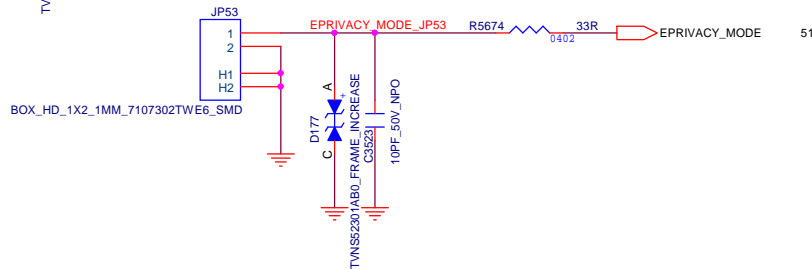 TV
JP53
1
2
H1
H2
BOX_HD_1X2_1MM_7107302TWE6_SMD
EPRIVACY_MODE_JP53
R5674
33R
0402
EPRIVACY_MODE
51
A
+
C
D177
TVNS52301AB0_FRAME_INCREASE
C3523
10PF_50V_NPO